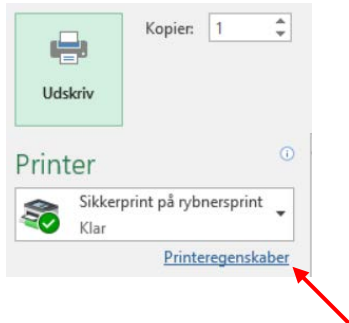 Kopier: 1
Udskriv
Printer
Sikkerprint på rybnersprint
Klar
Printeregenskaber